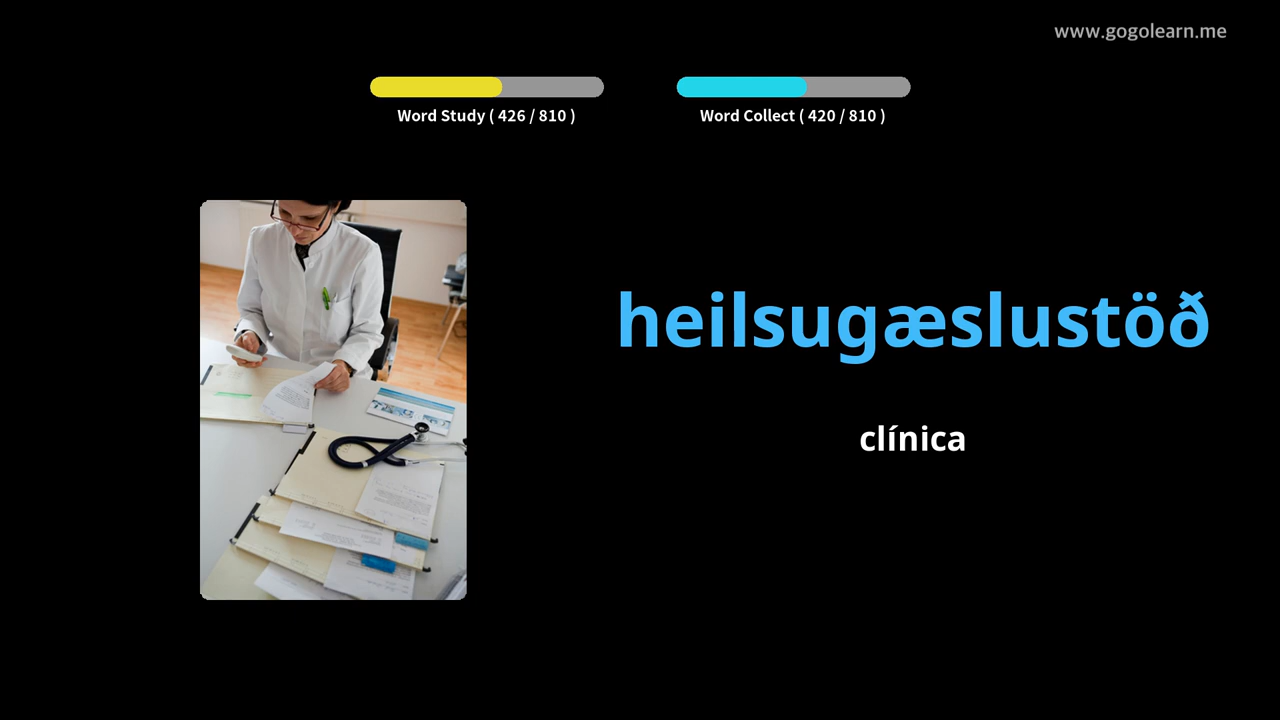 www.gogolearn.me
Word Study ( 426 / 810 )
Word Collect ( 420 / 810 )
heilsugæslustöð
clínica